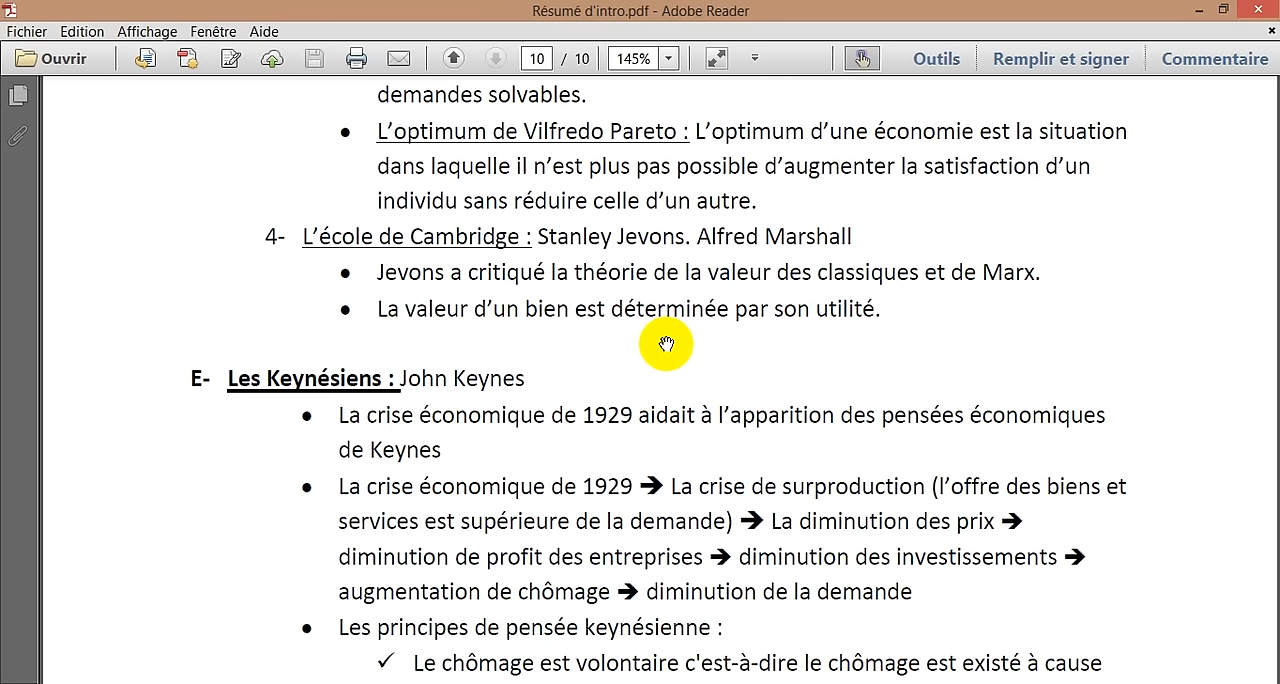 Résumé d'intro.pdf - Adobe Reader
Fichier Edition Affichage Fenêtre Aide
Ouvrir 10 / 10 145% Outils Remplir et signer Commentaire
demandes solvables.
• L’optimum de Vilfredo Pareto : L’optimum d’une économie est la situation
dans laquelle il n’est plus pas possible d’augmenter la satisfaction d’un
individu sans réduire celle d’un autre.
4- L’école de Cambridge : Stanley Jevons. Alfred Marshall
• Jevons a critiqué la théorie de la valeur des classiques et de Marx.
• La valeur d’un bien est déterminée par son utilité.
E- Les Keynésiens : John Keynes
• La crise économique de 1929 aidait à l’apparition des pensées économiques
de Keynes
• La crise économique de 1929 ➔ La crise de surproduction (l’offre des biens et
services est supérieure de la demande) ➔ La diminution des prix ➔
diminution de profit des entreprises ➔ diminution des investissements ➔
augmentation de chômage ➔ diminution de la demande
• Les principes de pensée keynésienne :
✓ Le chômage est volontaire c'est-à-dire le chômage est existé à cause